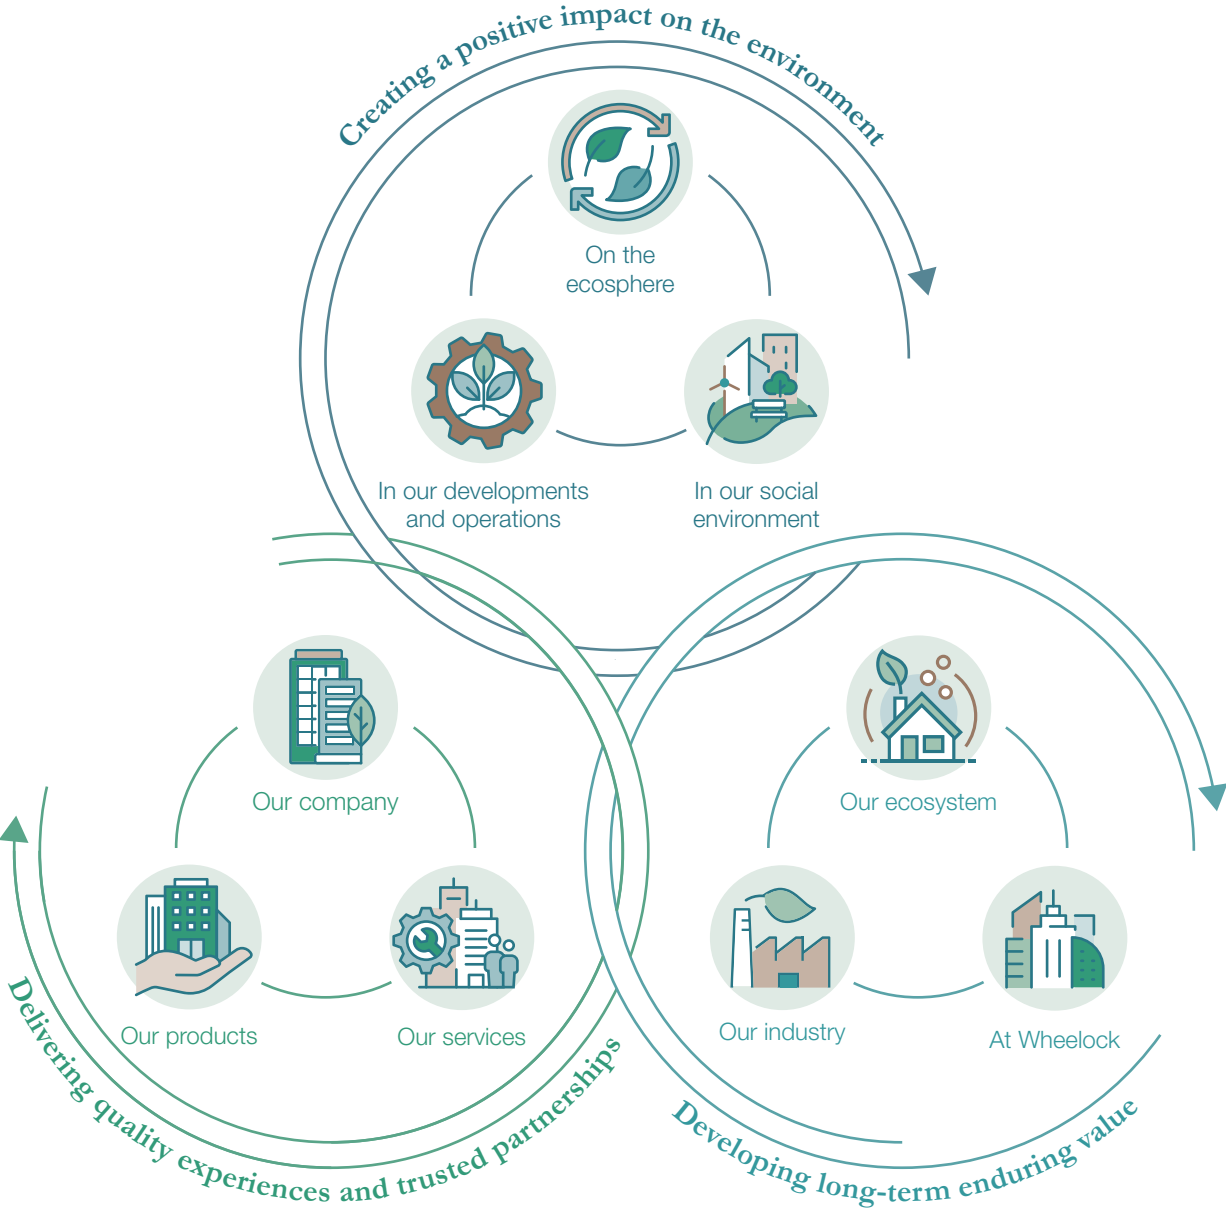 Creating a positive impact on the environment
On the
ecosphere
In our developments
and operations
In our social
environment
Our company
Our products
Our services
Delivering quality experiences and trusted partnerships
Our ecosystem
Our industry
At Wheelock
Developing long-term enduring value